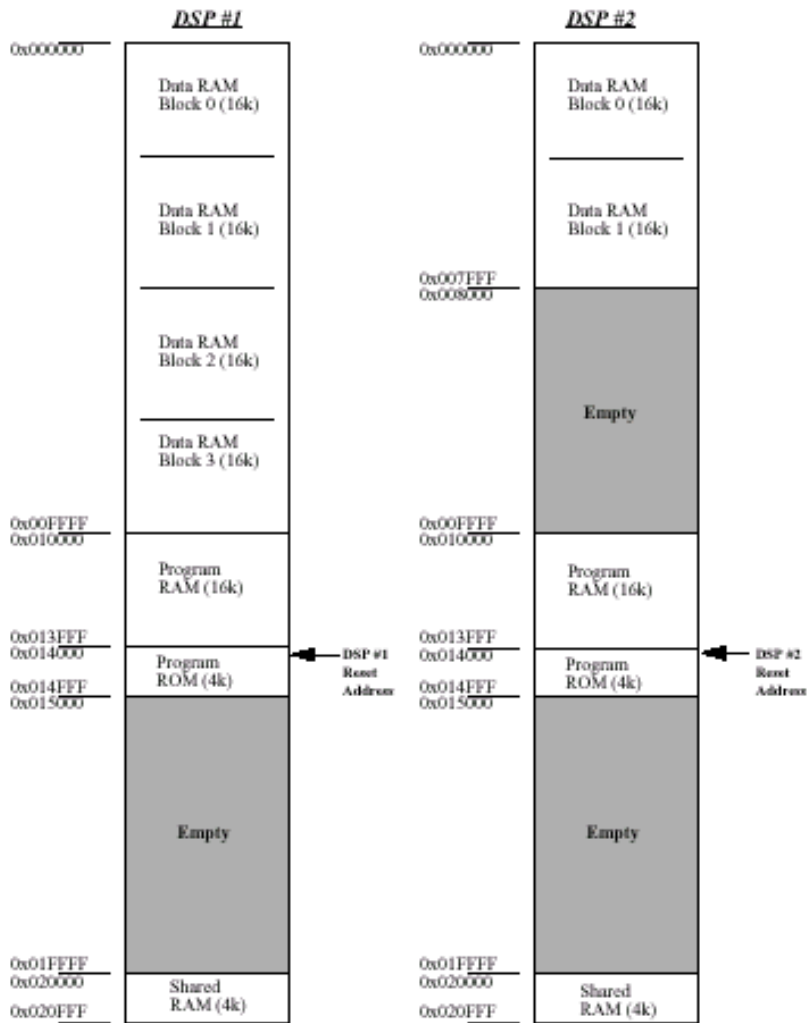 DSP #1
0x000000
Data RAM
Block 0 (16k)
Data RAM
Block 1 (16k)
Data RAM
Block 2 (16k)
Data RAM
Block 3 (16k)
0x00FFFF
0x010000
Program
RAM (16k)
0x013FFF
0x014000
Program
ROM (4k)
DSP #1
Reset
Address
0x014FFF
0x015000
Empty
0x01FFFF
0x020000
Shared
RAM (4k)
0x020FFF
DSP #2
0x000000
Data RAM
Block 0 (16k)
Data RAM
Block 1 (16k)
0x007FFF
0x008000
Empty
0x00FFFF
0x010000
Program
RAM (16k)
0x013FFF
0x014000
Program
ROM (4k)
DSP #2
Reset
Address
0x014FFF
0x015000
Empty
0x01FFFF
0x020000
Shared
RAM (4k)
0x020FFF